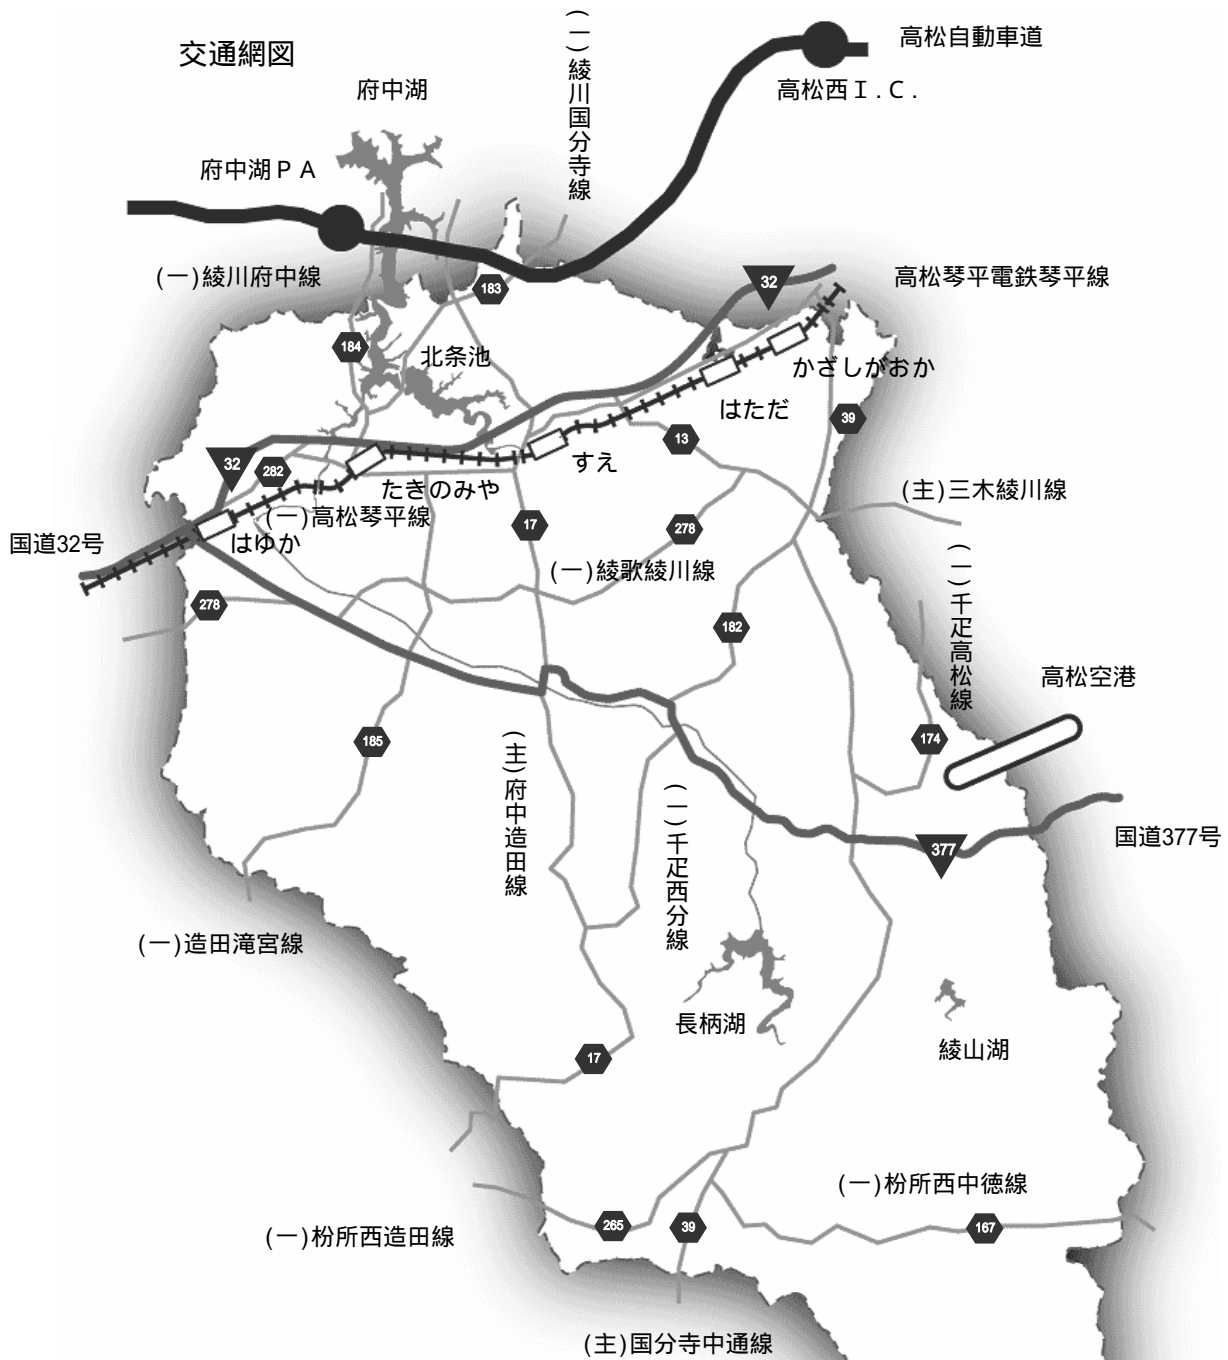 交通網図
(一)綾川国分寺線
高松自動車道
府中湖
高松西I.C.
府中湖PA
(一)綾川府中線
183
32
高松琴平電鉄琴平線
184
北条池
かざしがおか
はただ
39
13
すえ
32
282
たきのみや
(主)三木綾川線
(一)高松琴平線
17
278
国道32号
はゆか
(一)綾歌綾川線
(一)千疋高松線
278
182
高松空港
185
174
(主)府中造田線
(一)千疋西分線
国道377号
377
(一)造田滝宮線
長柄湖
綾山湖
17
(一)枌所西中徳線
265
39
167
(一)枌所西造田線
(主)国分寺中通線